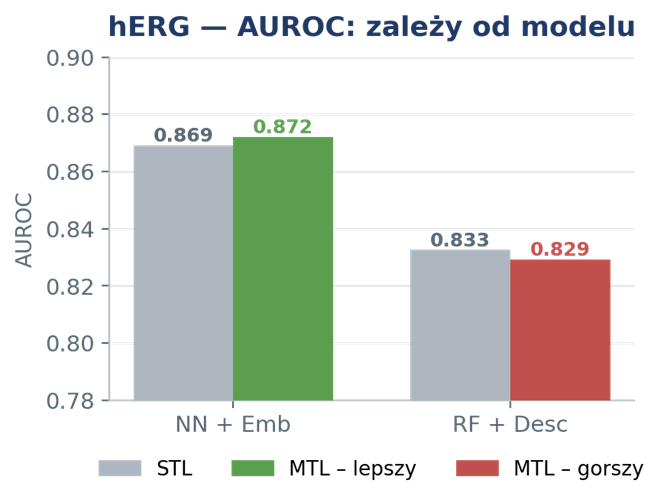 hERG — AUROC: zależy od modelu
AUROC
0.90
0.88
0.86
0.84
0.82
0.80
0.78
0.869
0.872
0.833
0.829
NN + Emb
RF + Desc
STL
MTL – lepszy
MTL – gorszy